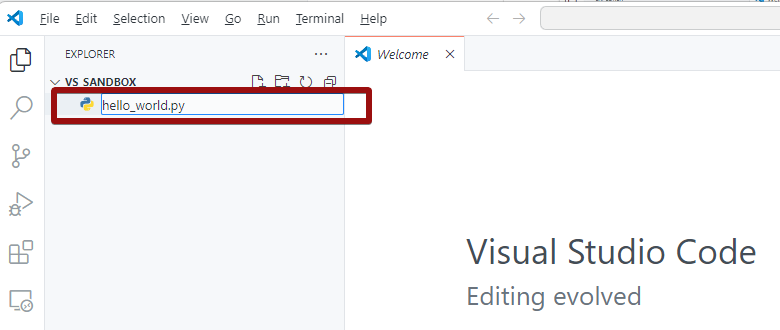 File Edit Selection View Go Run Terminal Help
EXPLORER
Welcome
VS SANDBOX
hello_world.py
Visual Studio Code
Editing evolved